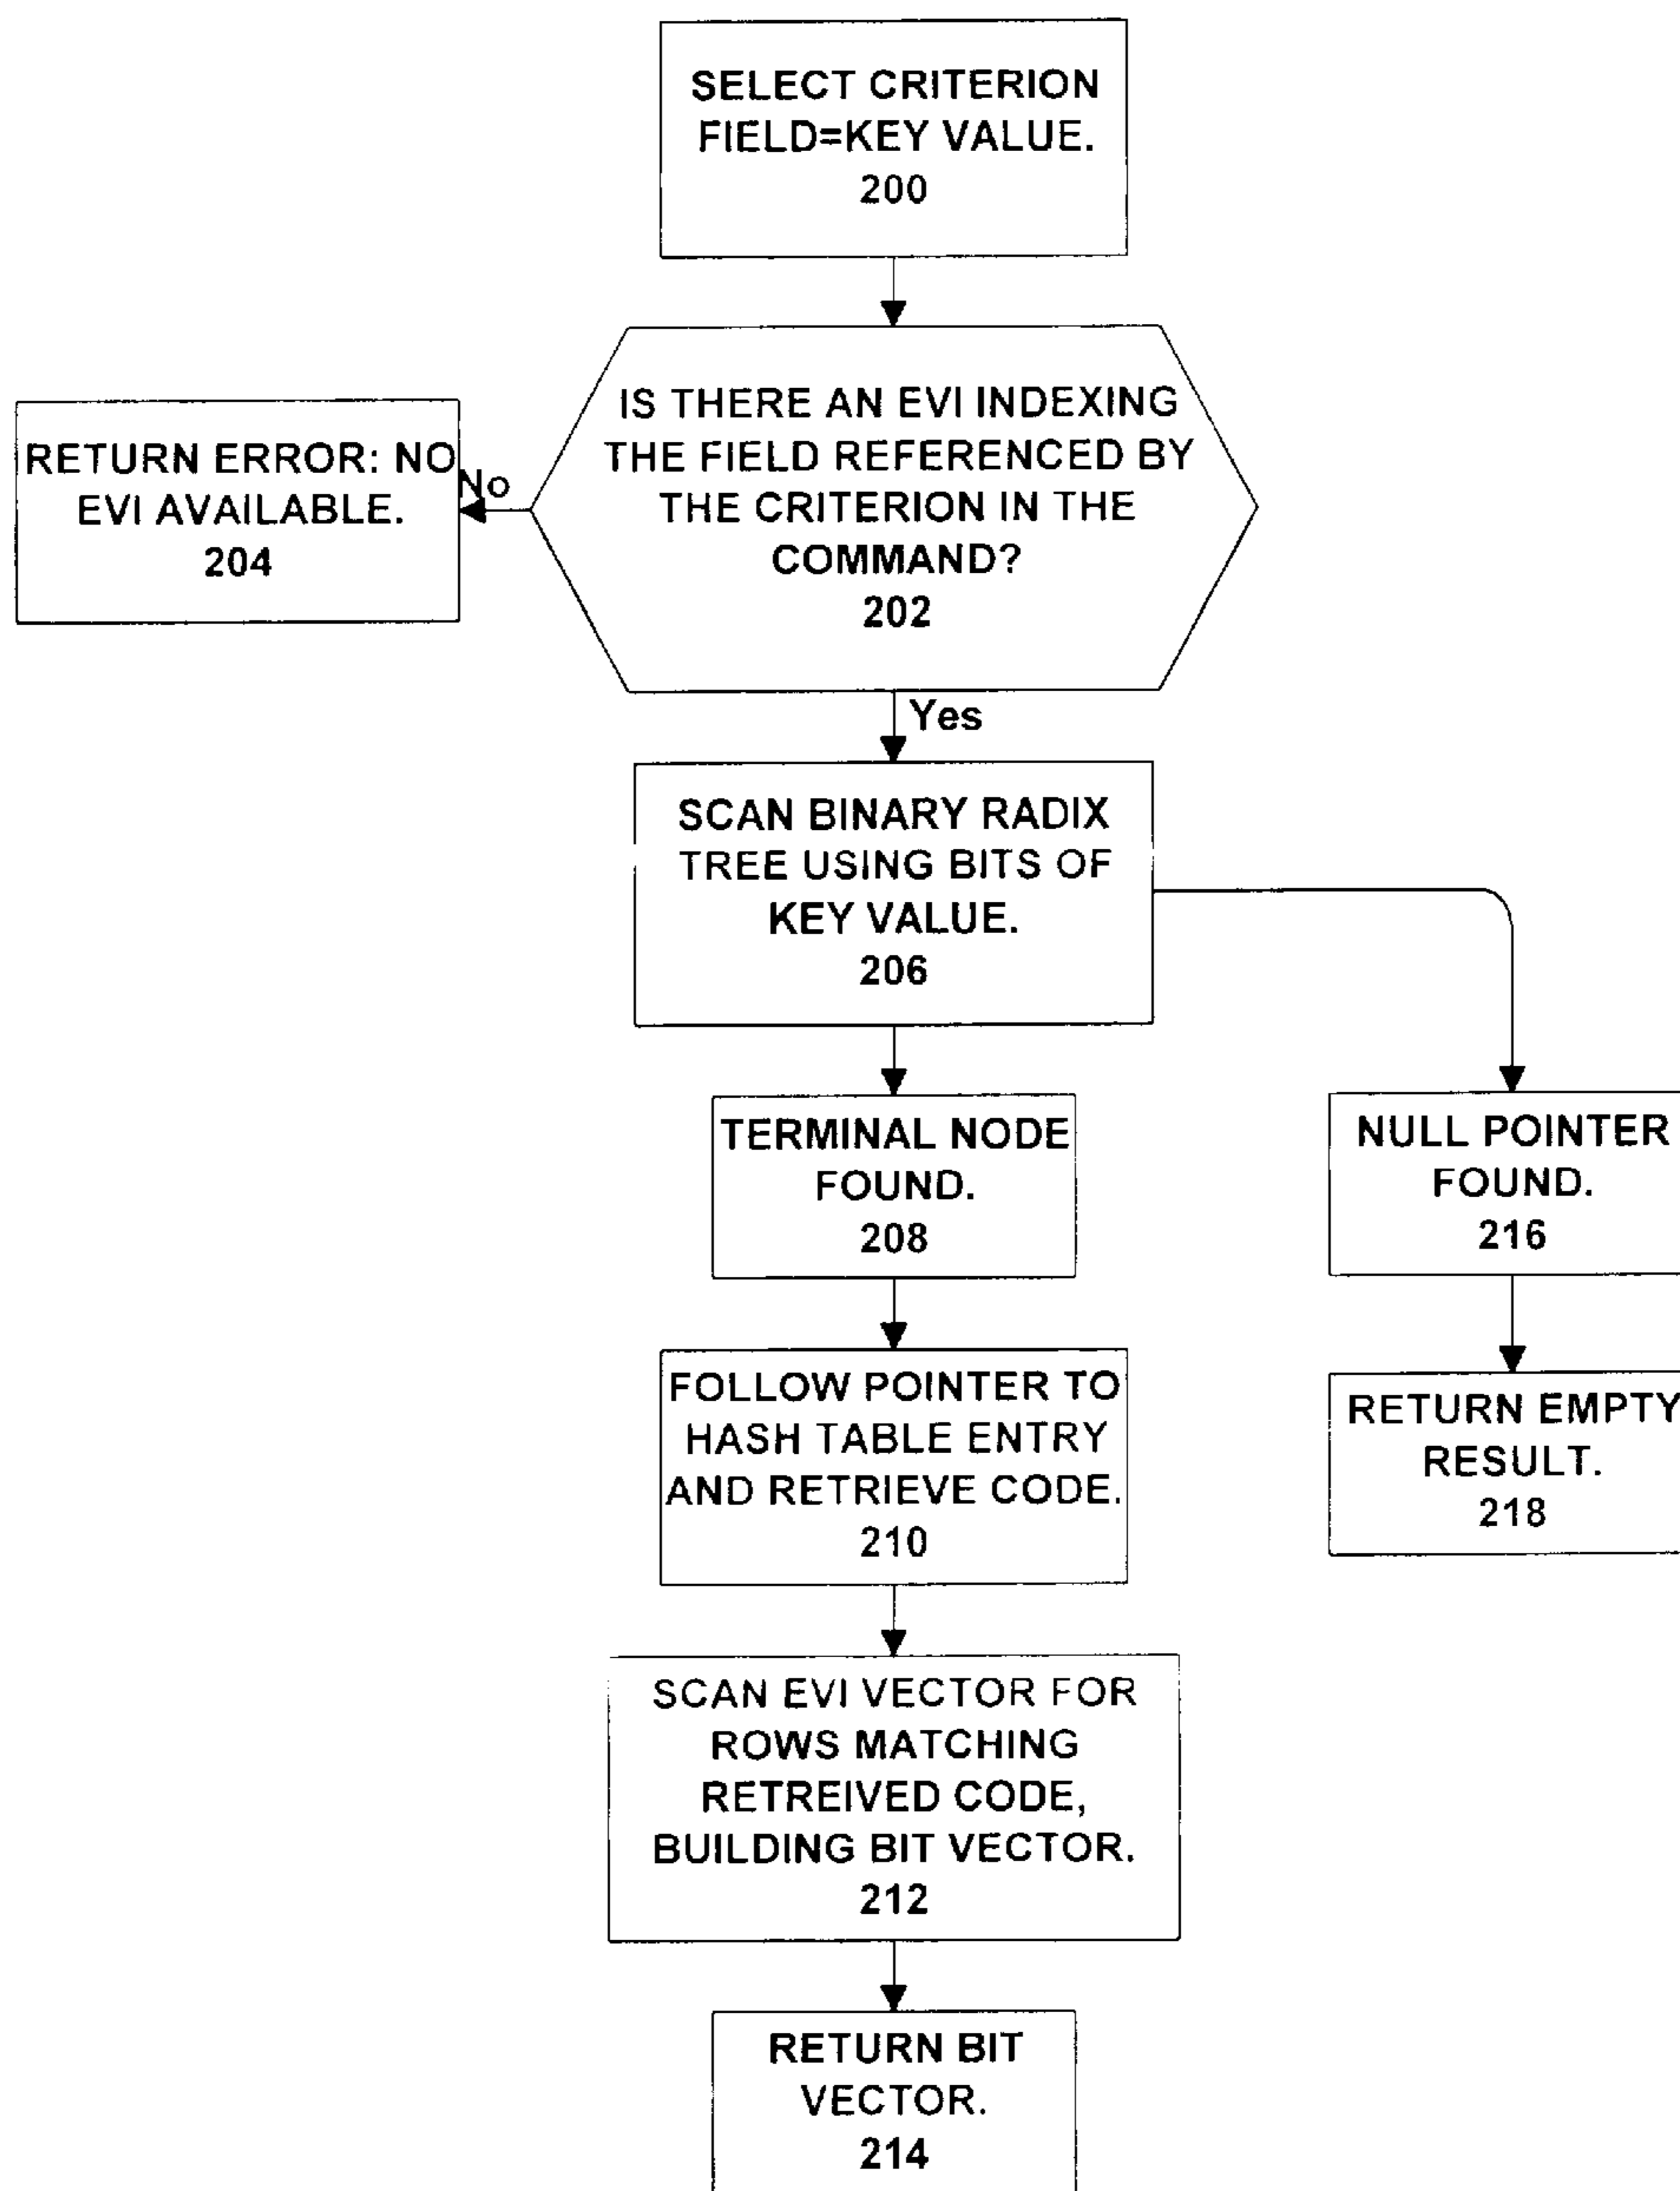 SELECT CRITERION
FIELD=KEY VALUE.
200
IS THERE AN EVI INDEXING
THE FIELD REFERENCED BY
THE CRITERION IN THE
COMMAND?
202
No
RETURN ERROR: NO
EVI AVAILABLE.
204
Yes
SCAN BINARY RADIX
TREE USING BITS OF
KEY VALUE.
206
TERMINAL NODE
FOUND.
208
NULL POINTER
FOUND.
216
FOLLOW POINTER TO
HASH TABLE ENTRY
AND RETRIEVE CODE.
210
RETURN EMPTY
RESULT.
218
SCAN EVI VECTOR FOR
ROWS MATCHING
RETREIVED CODE,
BUILDING BIT VECTOR.
212
RETURN BIT
VECTOR.
214